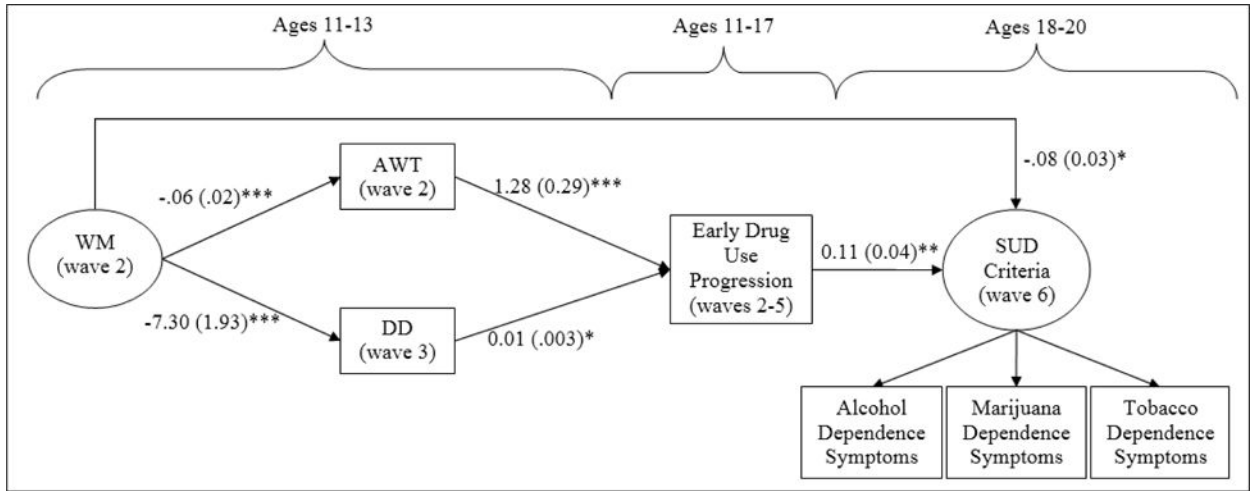 Ages 11-13
Ages 11-17
Ages 18-20
-.08 (0.03)*
AWT
(wave 2)
-.06 (.02)***
1.28 (0.29)***
WM
(wave 2)
Early Drug
Use
Progression
(waves 2-5)
0.11 (0.04)**
SUD
Criteria
(wave 6)
-7.30 (1.93)***
DD
(wave 3)
0.01 (.003)*
Alcohol
Dependence
Symptoms
Marijuana
Dependence
Symptoms
Tobacco
Dependence
Symptoms